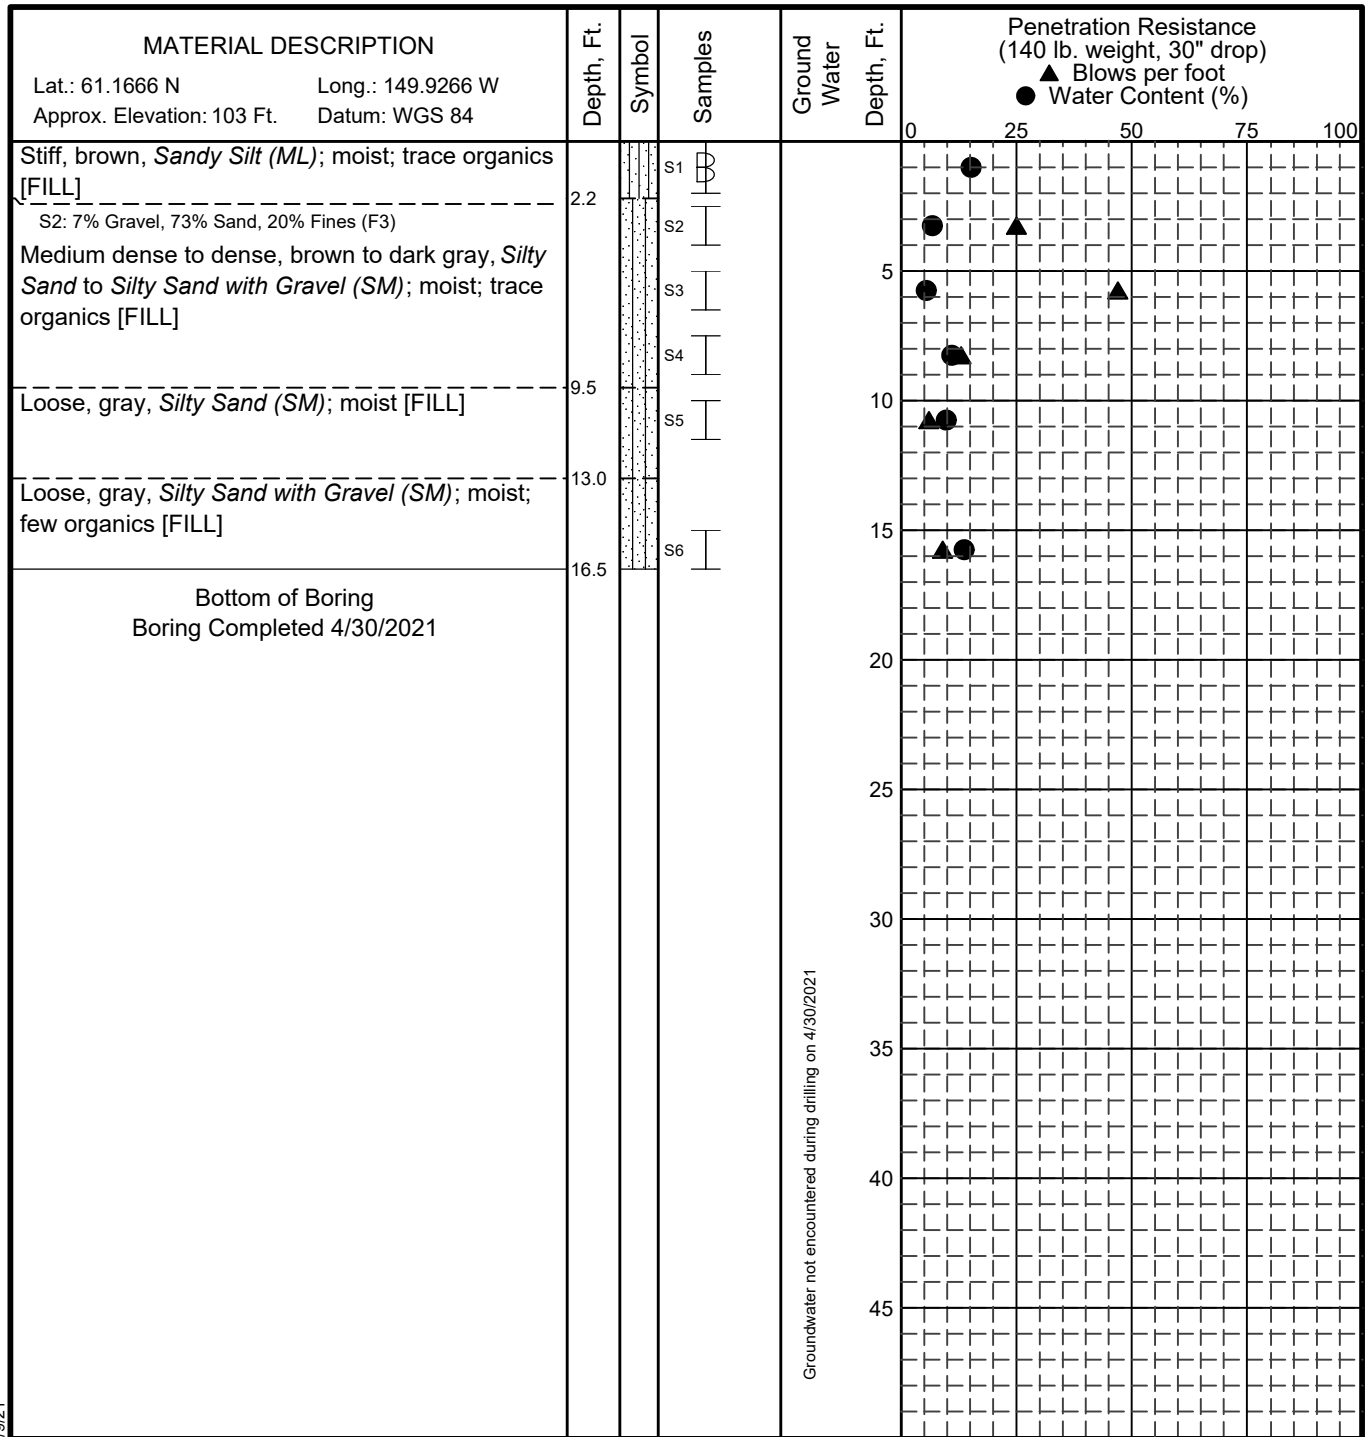 MATERIAL DESCRIPTION
Lat.: 61.1666 N Long.: 149.9266 W
Approx. Elevation: 103 Ft. Datum: WGS 84
Depth, Ft.
Symbol
Samples
Ground
Water
Depth, Ft.
Penetration Resistance
(140 lb. weight, 30" drop)
▲ Blows per foot
● Water Content (%)
0 25 50 75 100
Stiff, brown, Sandy Silt (ML); moist; trace organics
[FILL]
2.2
S2: 7% Gravel, 73% Sand, 20% Fines (F3)
Medium dense to dense, brown to dark gray, Silty
Sand to Silty Sand with Gravel (SM); moist; trace
organics [FILL]
9.5
Loose, gray, Silty Sand (SM); moist [FILL]
13.0
Loose, gray, Silty Sand with Gravel (SM); moist;
few organics [FILL]
16.5
Bottom of Boring
Boring Completed 4/30/2021
S1
S2
S3
S4
S5
S6
Groundwater not encountered during drilling on 4/30/2021
5
10
15
20
25
30
35
40
45